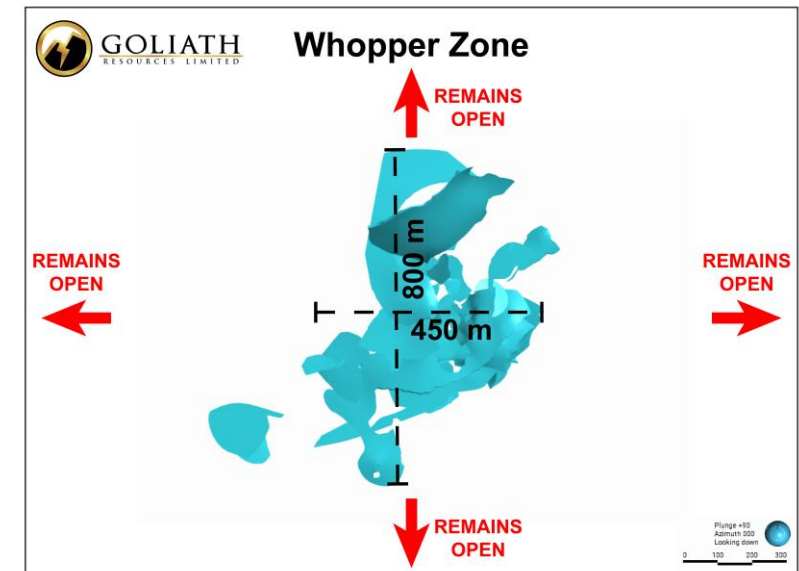 GOLIATH
RESOURCES LIMITED
Whopper Zone
REMAINS
OPEN
REMAINS
OPEN
REMAINS
OPEN
800 m
450 m
REMAINS
OPEN
Plunge +90
Azimuth 000
Looking down
0 100 200 300